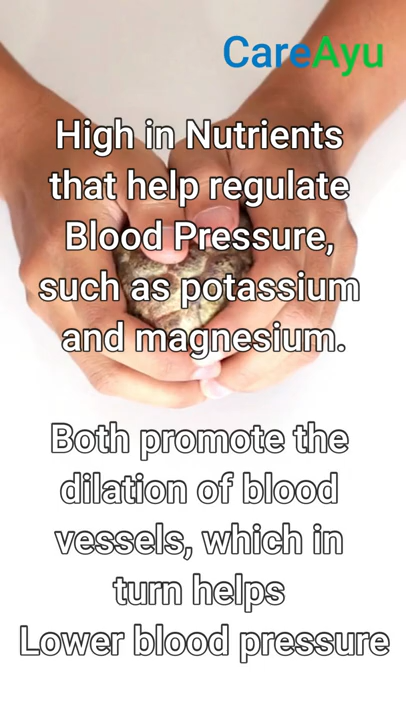 CareAyu
High in Nutrients
that help regulate
Blood Pressure,
such as potassium
and magnesium.
Both promote the
dilation of blood
vessels, which in
turn helps
Lower blood pressure